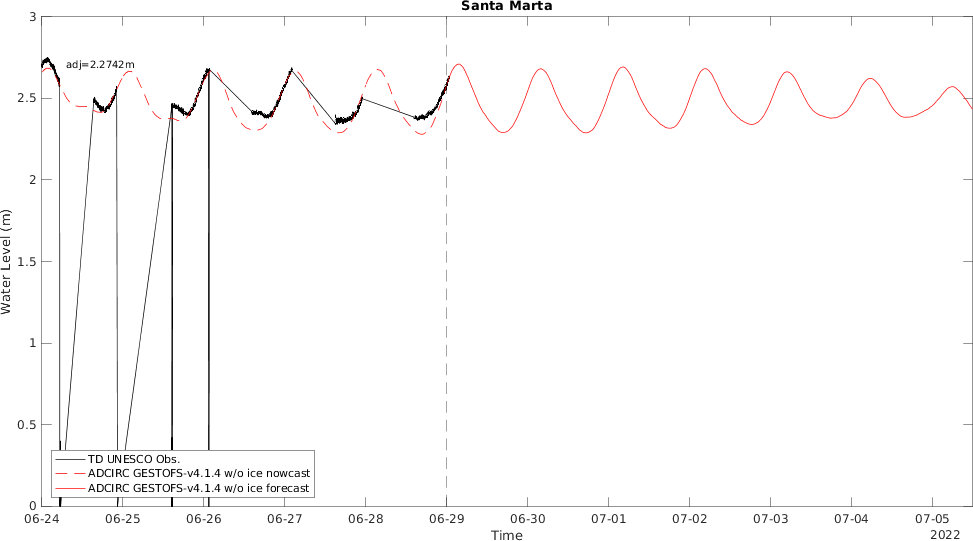 Santa Marta
3
adj=2.2742m
2.5
2
1.5
1
0.5
0
Water Level (m)
TD UNESCO Obs.
ADCIRC GESTOFS-v4.1.4 w/o ice nowcast
ADCIRC GESTOFS-v4.1.4 w/o ice forecast
06-24 06-25 06-26 06-27 06-28 06-29 06-30 07-01 07-02 07-03 07-04 07-05
Time
2022